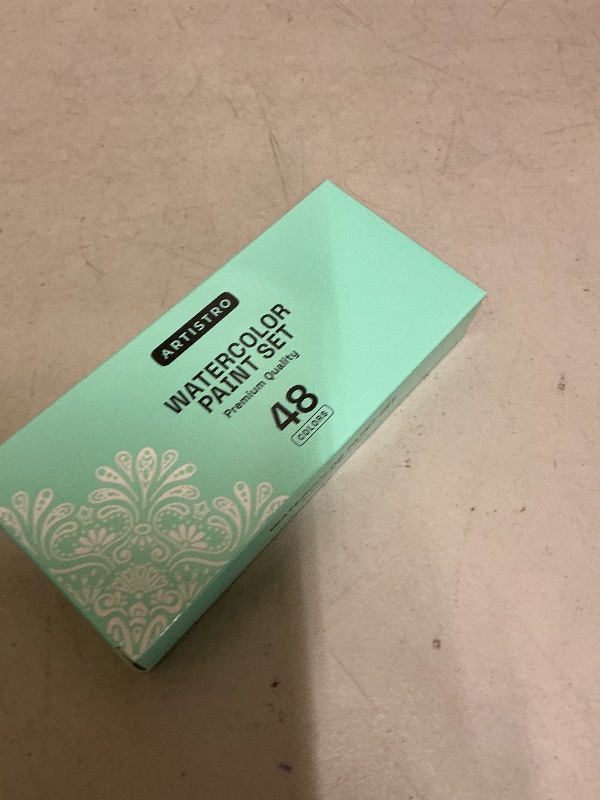 ARTISTRO
WATERCOLOR
PAINT SET
Premium Quality
48
COLORS